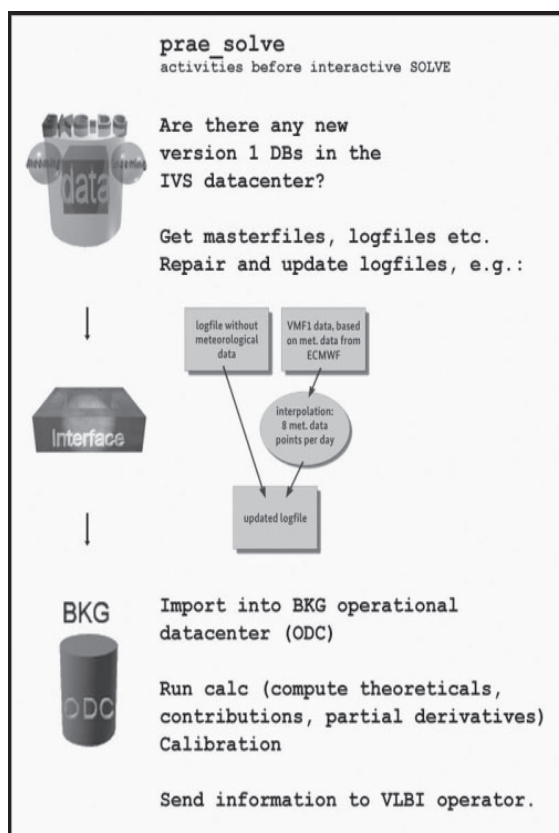 prae_solve
activities before interactive SOLVE
Are there any new
version 1 DBs in the
IVS datacenter?
incoming
data
incoming
Get masterfiles, logfiles etc.
Repair and update logfiles, e.g.:
logfile without
meteorological
data
VMF1 data, based
on met. data from
ECMWF
Interface
interpolation:
8 met. data
points per day
updated logfile
BKG
ODC
Import into BKG operational
datacenter (ODC)
Run calc (compute theoreticals,
contributions, partial derivatives)
Calibration
Send information to VLBI operator.